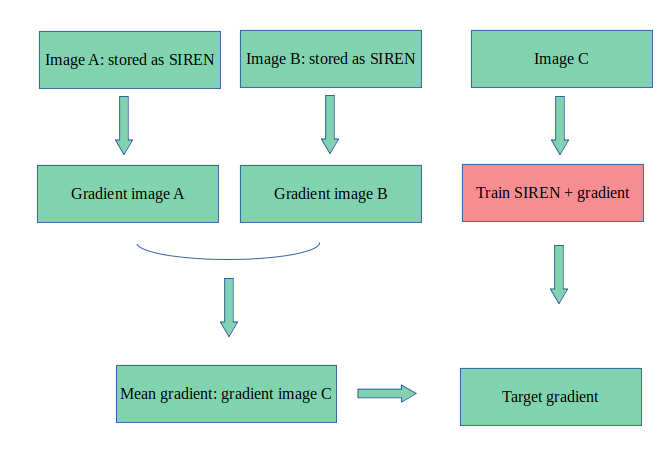 Image A: stored as SIREN
Image B: stored as SIREN
Image C
Gradient image A
Gradient image B
Train SIREN + gradient
Mean gradient: gradient image C
Target gradient